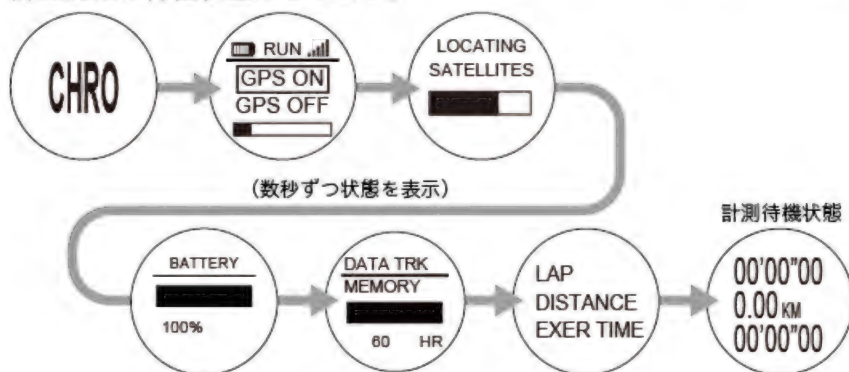 CHRO
RUN
GPS ON
GPS OFF
LOCATING
SATELLITES
(数秒ずつ状態を表示)
計測待機状態
BATTERY
100%
DATA TRK
MEMORY
60 HR
LAP
DISTANCE
EXER TIME
00'00"00
0.00 KM
00'00"00